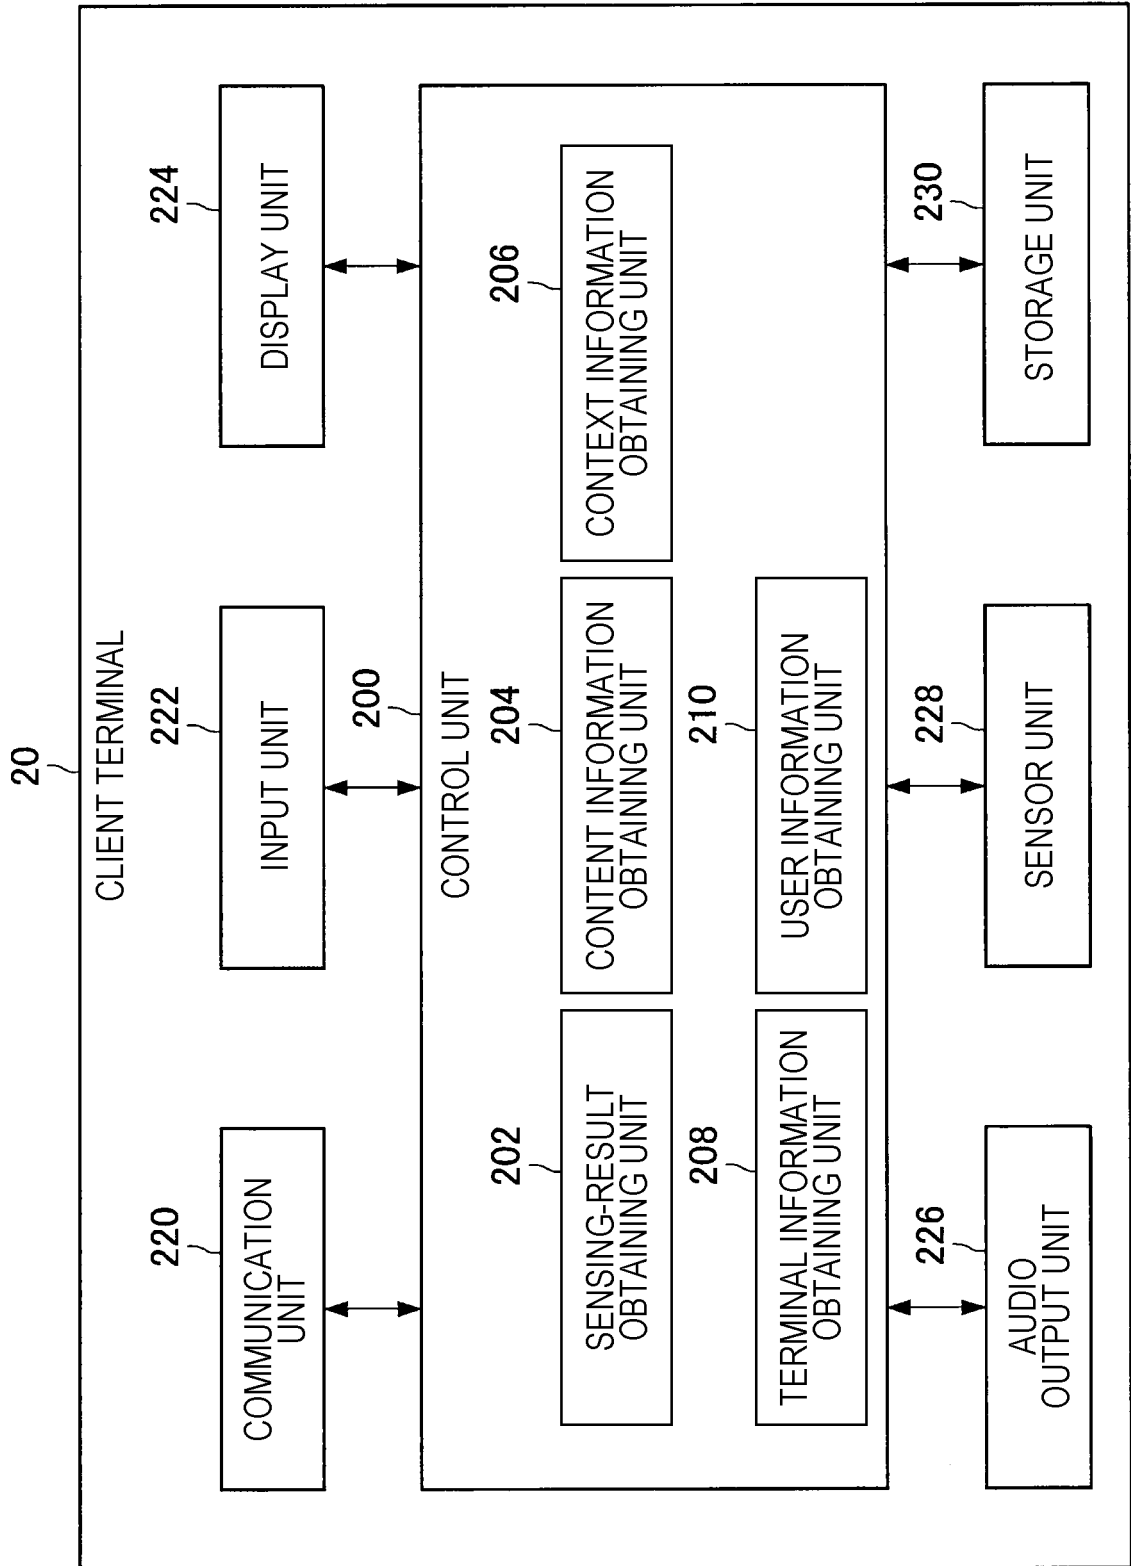 20
CLIENT TERMINAL
220
COMMUNICATION
UNIT
222
INPUT UNIT
224
DISPLAY UNIT
200
CONTROL UNIT
202
SENSING-RESULT
OBTAINING UNIT
204
CONTENT INFORMATION
OBTAINING UNIT
206
CONTEXT INFORMATION
OBTAINING UNIT
208
TERMINAL INFORMATION
OBTAINING UNIT
210
USER INFORMATION
OBTAINING UNIT
226
AUDIO
OUTPUT UNIT
228
SENSOR UNIT
230
STORAGE UNIT